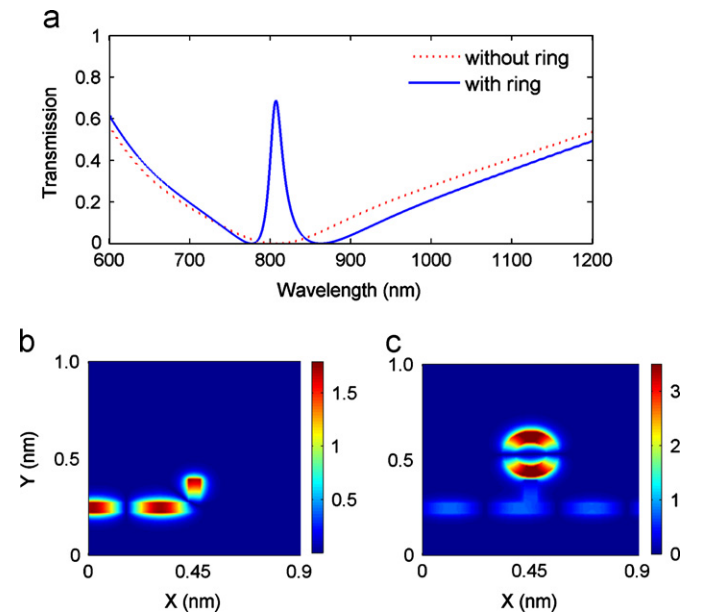 a
1
0.8
0.6
0.4
0.2
0
Transmission
without ring
with ring
600 700 800 900 1000 1100 1200
Wavelength (nm)
b
1.0
0.5
0
Y (nm)
0 0.45 0.9
X (nm)
1.5
1
0.5
c
1.0
0.5
0
0 0.45 0.9
X (nm)
3
2
1
0